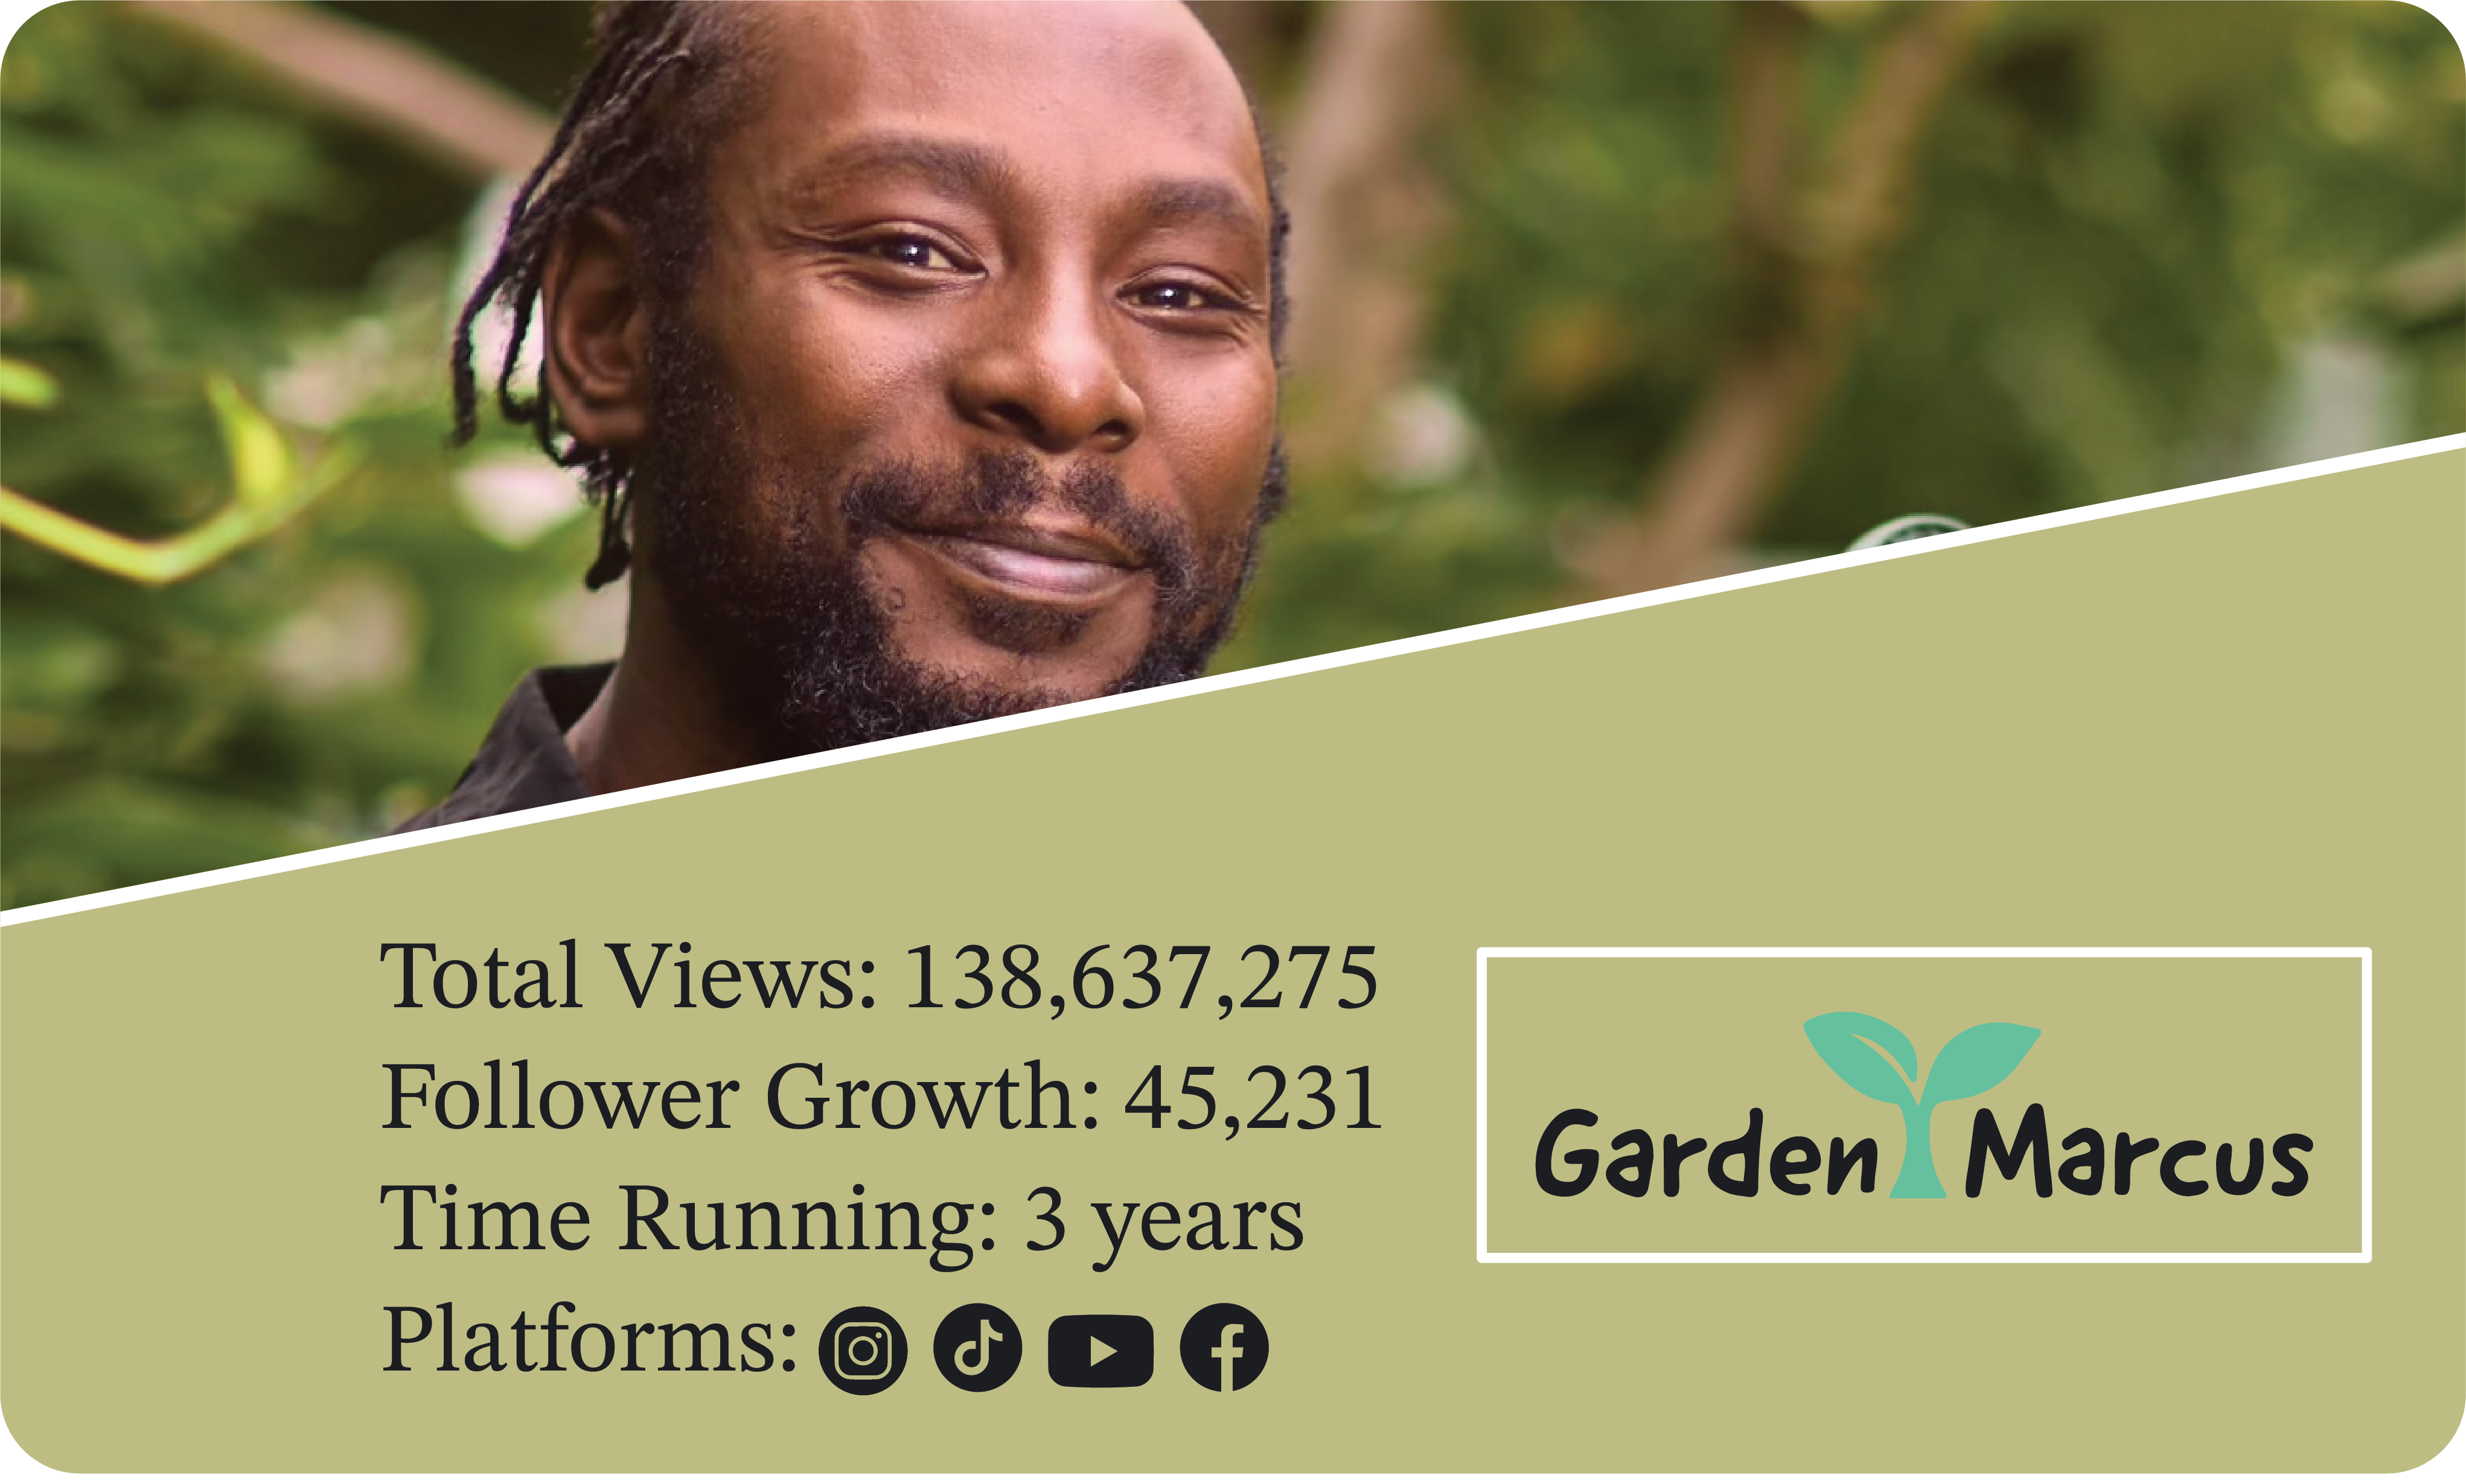 Total Views: 138,637,275
Follower Growth: 45,231
Time Running: 3 years
Platforms:
Garden Marcus